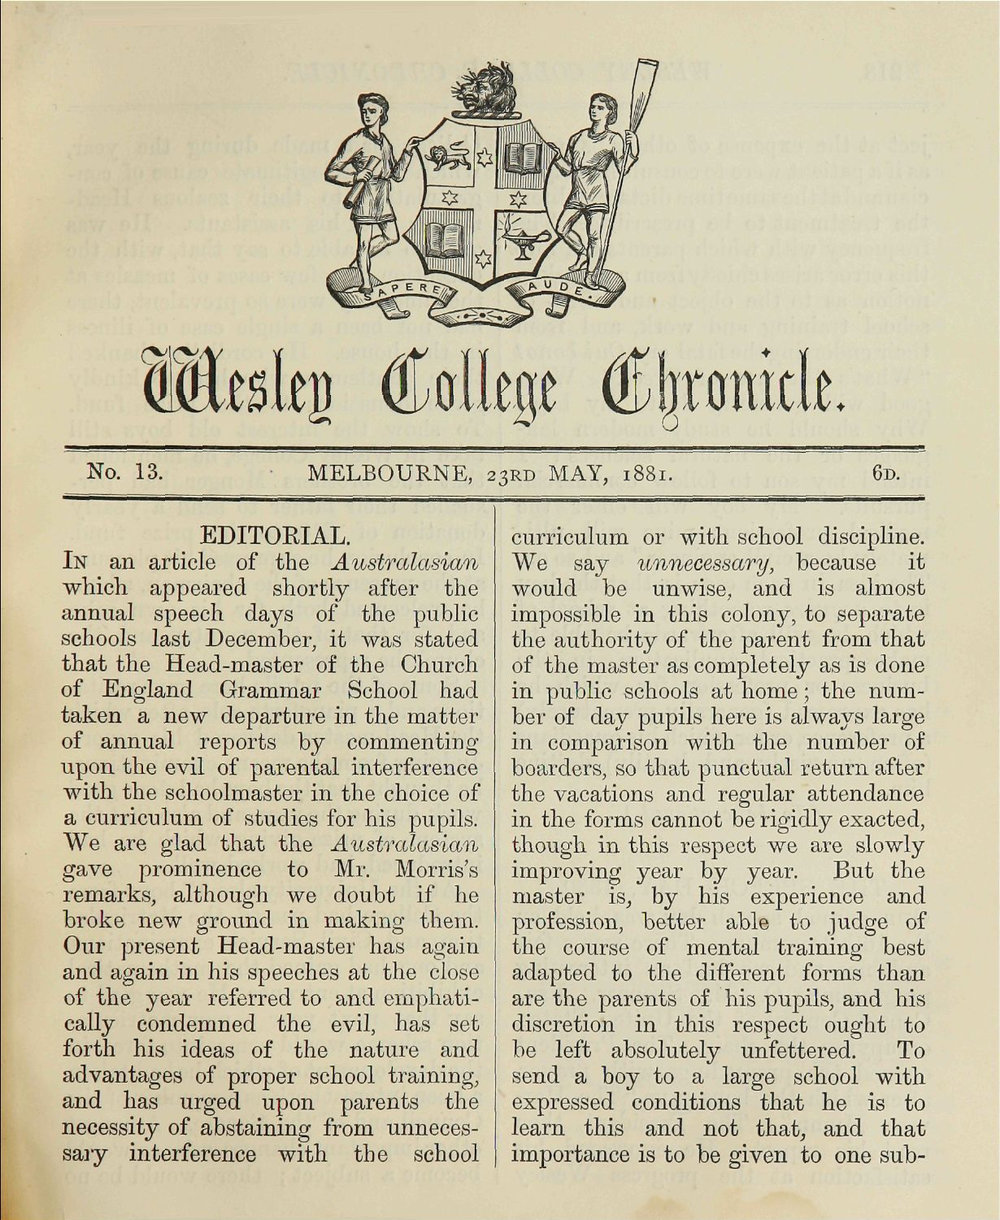 SAPERE AUDE.
Wesley College Chronicle.
No. 13. MELBOURNE, 23RD MAY, 1881. 6D.
EDITORIAL.
IN an article of the Australasian
which appeared shortly after the
annual speech days of the public
schools last December, it was stated
that the Head-master of the Church
of England Grammar School had
taken a new departure in the matter
of annual reports by commenting
upon the evil of parental interference
with the schoolmaster in the choice of
a curriculum of studies for his pupils.
We are glad that the Australasian
gave prominence to Mr. Morris's
remarks, although we doubt if he
broke new ground in making them.
Our present Head-master has again
and again in his speeches at the close
of the year referred to and emphati-
cally condemned the evil, has set
forth his ideas of the nature and
advantages of proper school training,
and has urged upon parents the
necessity of abstaining from unneces-
sary interference with the school
curriculum or with school discipline.
We say unnecessary, because it
would be unwise, and is almost
impossible in this colony, to separate
the authority of the parent from that
of the master as completely as is done
in public schools at home; the num-
ber of day pupils here is always large
in comparison with the number of
boarders, so that punctual return after
the vacations and regular attendance
in the forms cannot be rigidly exacted,
though in this respect we are slowly
improving year by year. But the
master is, by his experience and
profession, better able to judge of
the course of mental training best
adapted to the different forms than
are the parents of his pupils, and his
discretion in this respect ought to
be left absolutely unfettered. To
send a boy to a large school with
expressed conditions that he is to
learn this and not that, and that
importance is to be given to one sub-